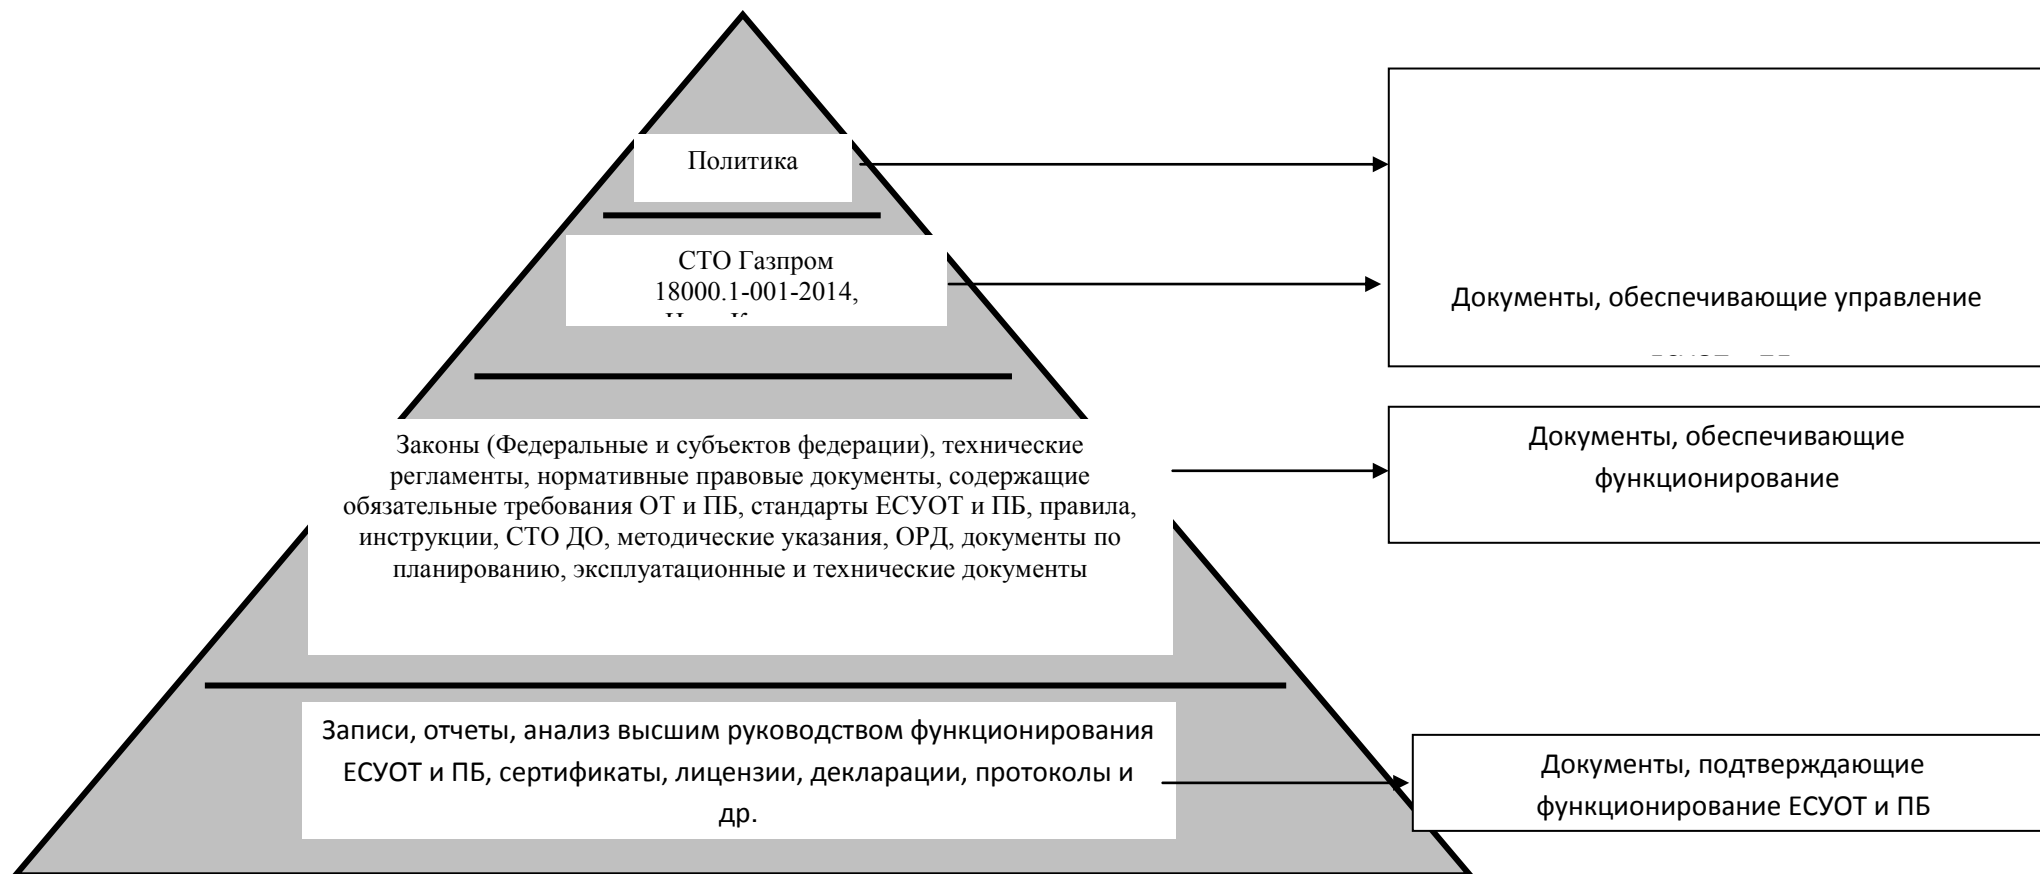 Политика
СТО Газпром
18000.1-001-2014,
Документы, обеспечивающие управление
Законы (Федеральные и субъектов федерации), технические
регламенты, нормативные правовые документы, содержащие
обязательные требования ОТ и ПБ, стандарты ЕСУОТ и ПБ, правила,
инструкции, СТО ДО, методические указания, ОРД, документы по
планированию, эксплуатационные и технические документы
Документы, обеспечивающие
функционирование
Записи, отчеты, анализ высшим руководством функционирования
ЕСУОТ и ПБ, сертификаты, лицензии, декларации, протоколы и
др.
Документы, подтверждающие
функционирование ЕСУОТ и ПБ